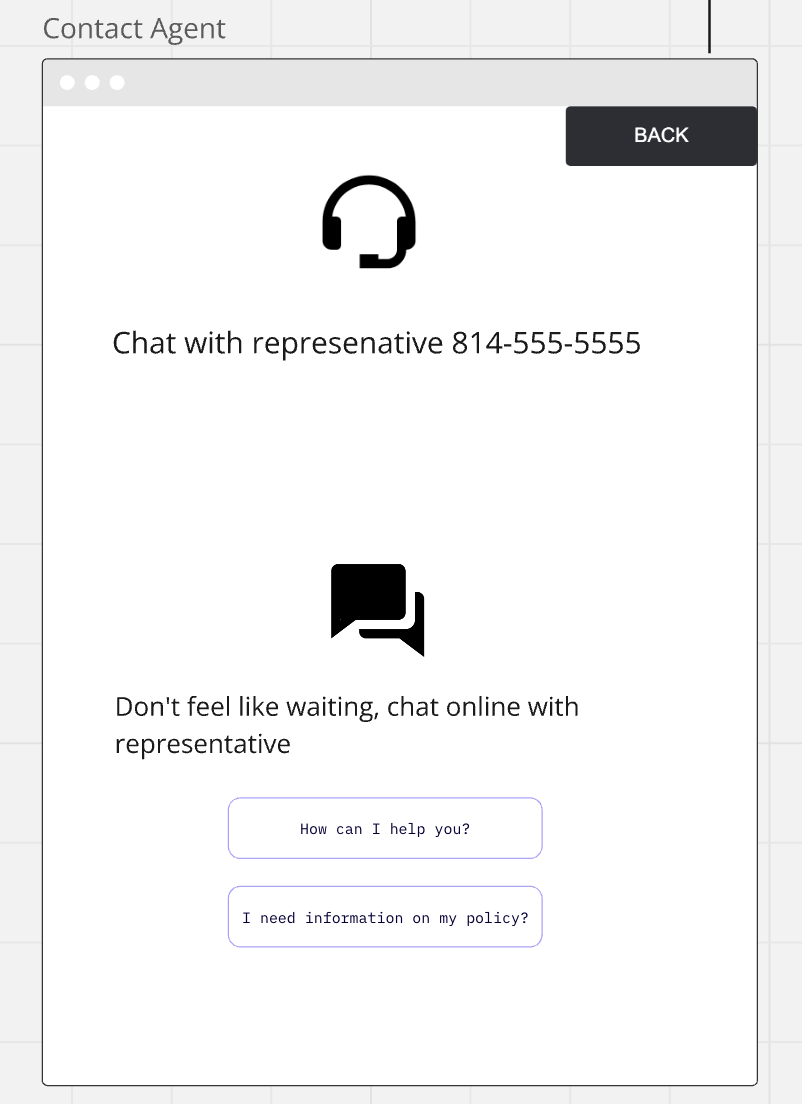 Contact Agent
BACK
Chat with represenative 814-555-5555
Don't feel like waiting, chat online with
representative
How can I help you?
I need information on my policy?